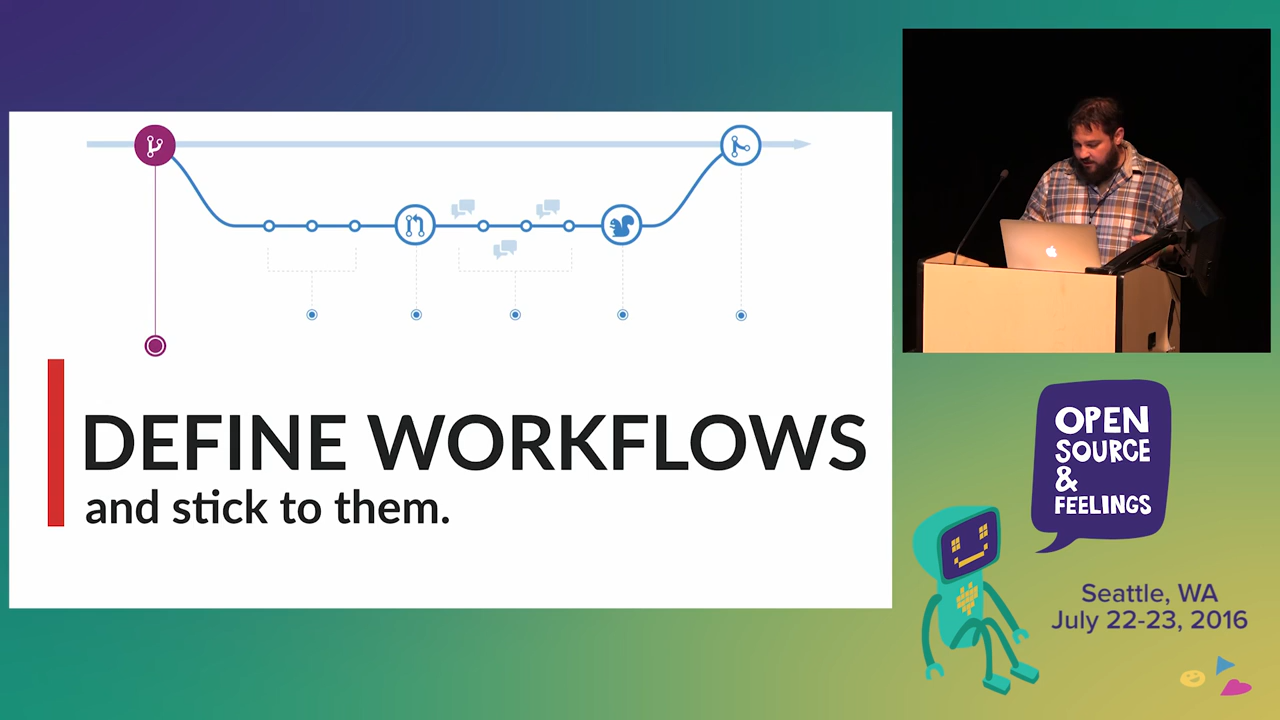 DEFINE WORKFLOWS
and stick to them.
OPEN
SOURCE
&
FEELINGS
Seattle, WA
July 22-23, 2016